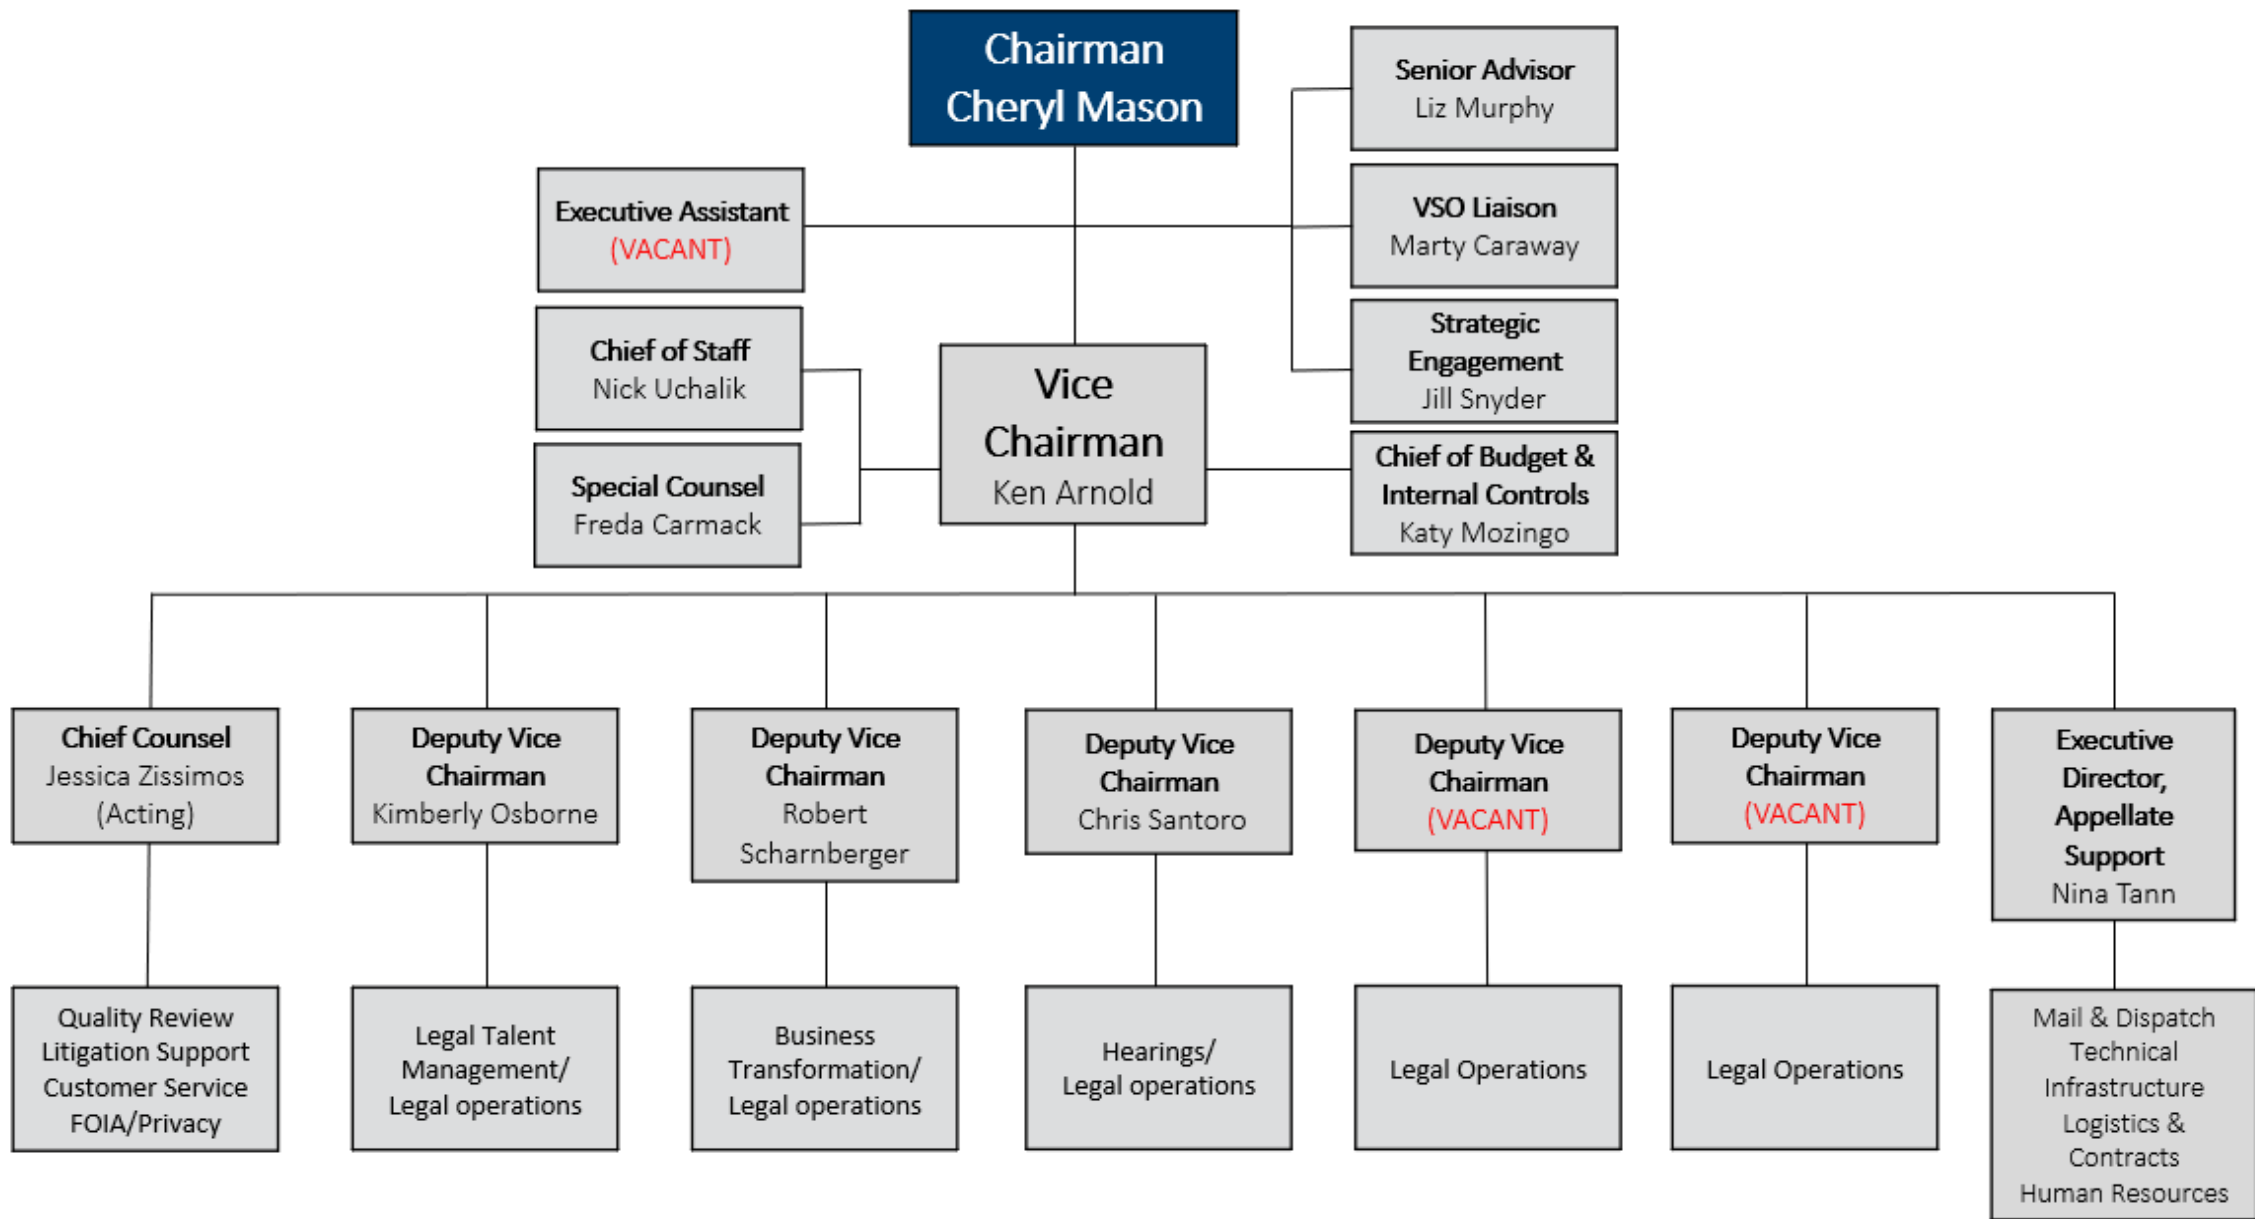 Chairman
Cheryl Mason
Senior Advisor
Liz Murphy
Executive Assistant
(VACANT)
VSO Liaison
Marty Caraway
Chief of Staff
Nick Uchalik
Strategic
Engagement
Jill Snyder
Vice
Chairman
Ken Arnold
Special Counsel
Freda Carmack
Chief of Budget &
Internal Controls
Katy Mozingo
Chief Counsel
Jessica Zissimos
(Acting)
Deputy Vice
Chairman
Kimberly Osborne
Deputy Vice
Chairman
Robert
Scharnberger
Deputy Vice
Chairman
Chris Santoro
Deputy Vice
Chairman
(VACANT)
Deputy Vice
Chairman
(VACANT)
Executive
Director,
Appellate
Support
Nina Tann
Quality Review
Litigation Support
Customer Service
FOIA/Privacy
Legal Talent
Management/
Legal operations
Business
Transformation/
Legal operations
Hearings/
Legal operations
Legal Operations
Legal Operations
Mail & Dispatch
Technical
Infrastructure
Logistics &
Contracts
Human Resources